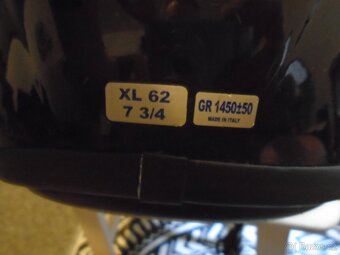 XL 62
7 3/4
GR 1450±50
MADE IN ITALY